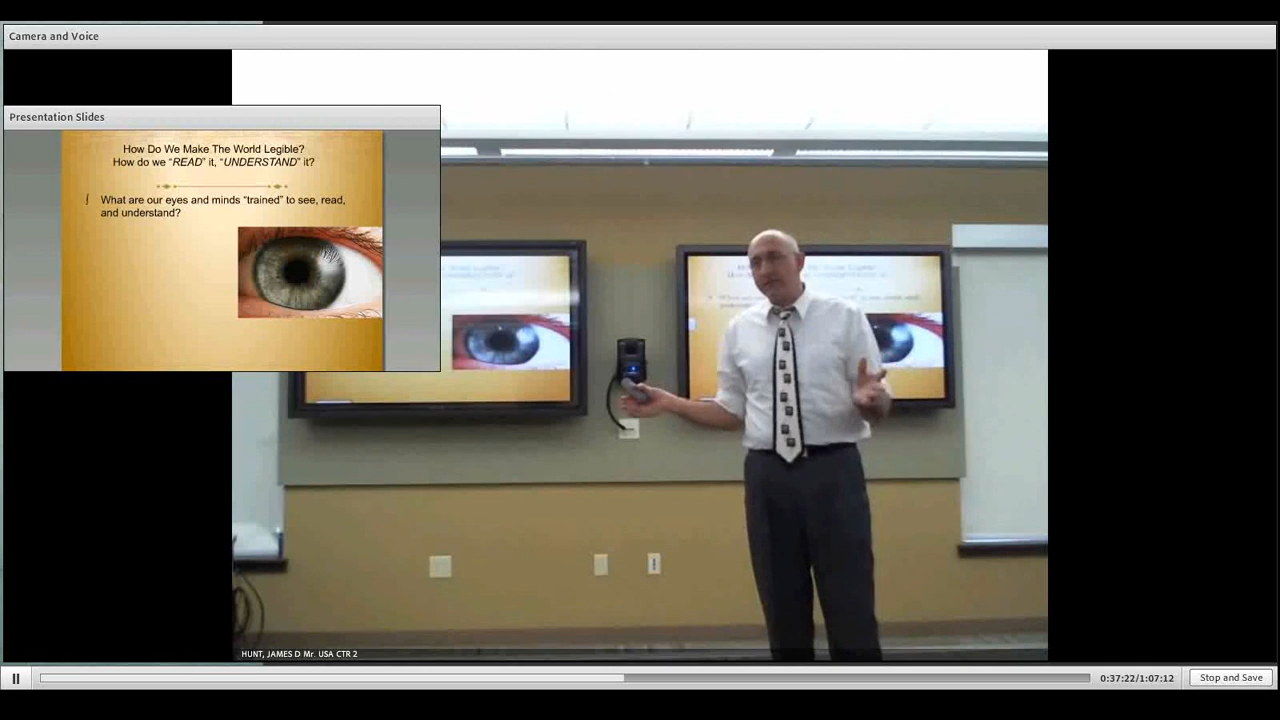 Camera and Voice
Presentation Slides
How Do We Make The World Legible?
How do we “READ” it, “UNDERSTAND” it?
What are our eyes and minds “trained” to see, read,
and understand?
HUNT, JAMES D Mr. USA CTR 2
0:37:22/1:07:12
Stop and Save